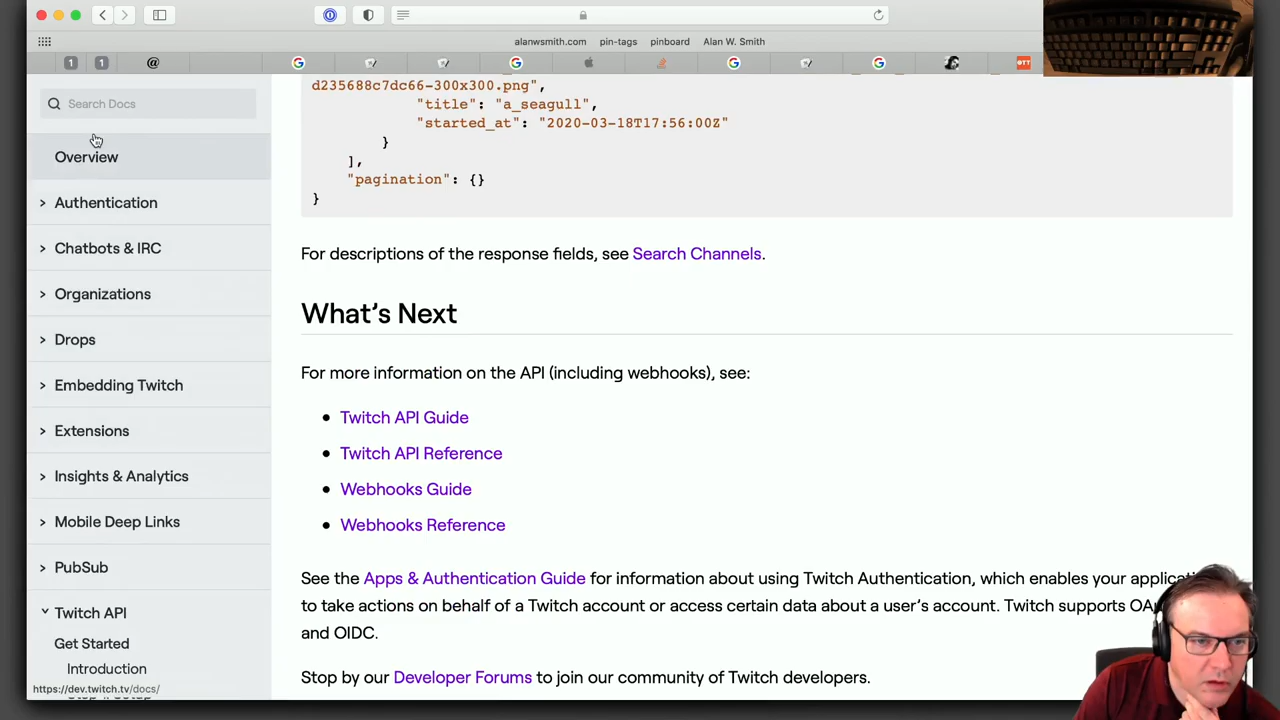 alanwsmith.com pin-tags pinboard Alan W. Smith
1 1 @ G G G G OTT
Search Docs
Overview
Authentication
Chatbots & IRC
Organizations
Drops
Embedding Twitch
Extensions
Insights & Analytics
Mobile Deep Links
PubSub
Twitch API
Get Started
Introduction
https://dev.twitch.tv/docs/
d235688c7dc66-300x300.png",
"title": "a_seagull",
"started_at": "2020-03-18T17:56:00Z"
}
],
"pagination": {}
}
For descriptions of the response fields, see Search Channels.
What's Next
For more information on the API (including webhooks), see:
• Twitch API Guide
• Twitch API Reference
• Webhooks Guide
• Webhooks Reference
See the Apps & Authentication Guide for information about using Twitch Authentication, which enables your
to take actions on behalf of a Twitch account or access certain data about a user's account. Twitch supports
and OIDC.
Stop by our Developer Forums to join our community of Twitch developers.